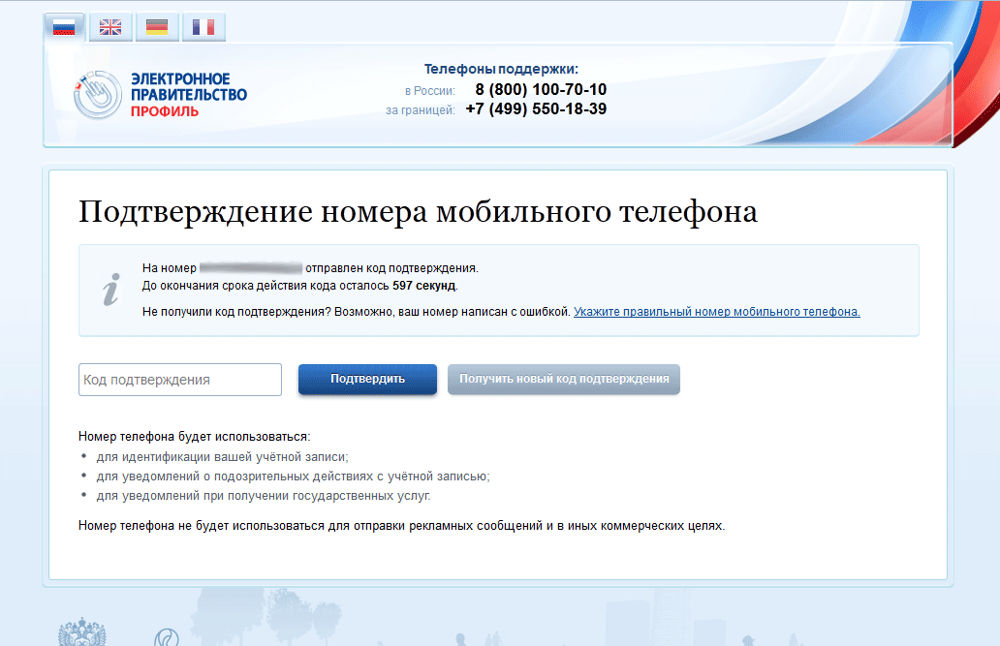 ЭЛЕКТРОННОЕ
ПРАВИТЕЛЬСТВО
ПРОФИЛЬ
Телефоны поддержки:
в России: 8 (800) 100-70-10
за границей: +7 (499) 550-18-39
Подтверждение номера мобильного телефона
На номер отправлен код подтверждения.
До окончания срока действия кода осталось 597 секунд.
Не получили код подтверждения? Возможно, ваш номер написан с ошибкой. Укажите правильный номер мобильного телефона.
Код подтверждения Подтвердить Получить новый код подтверждения
Номер телефона будет использоваться:
• для идентификации вашей учётной записи;
• для уведомлений о подозрительных действиях с учётной записью;
• для уведомлений при получении государственных услуг.
Номер телефона не будет использоваться для отправки рекламных сообщений и в иных коммерческих целях.